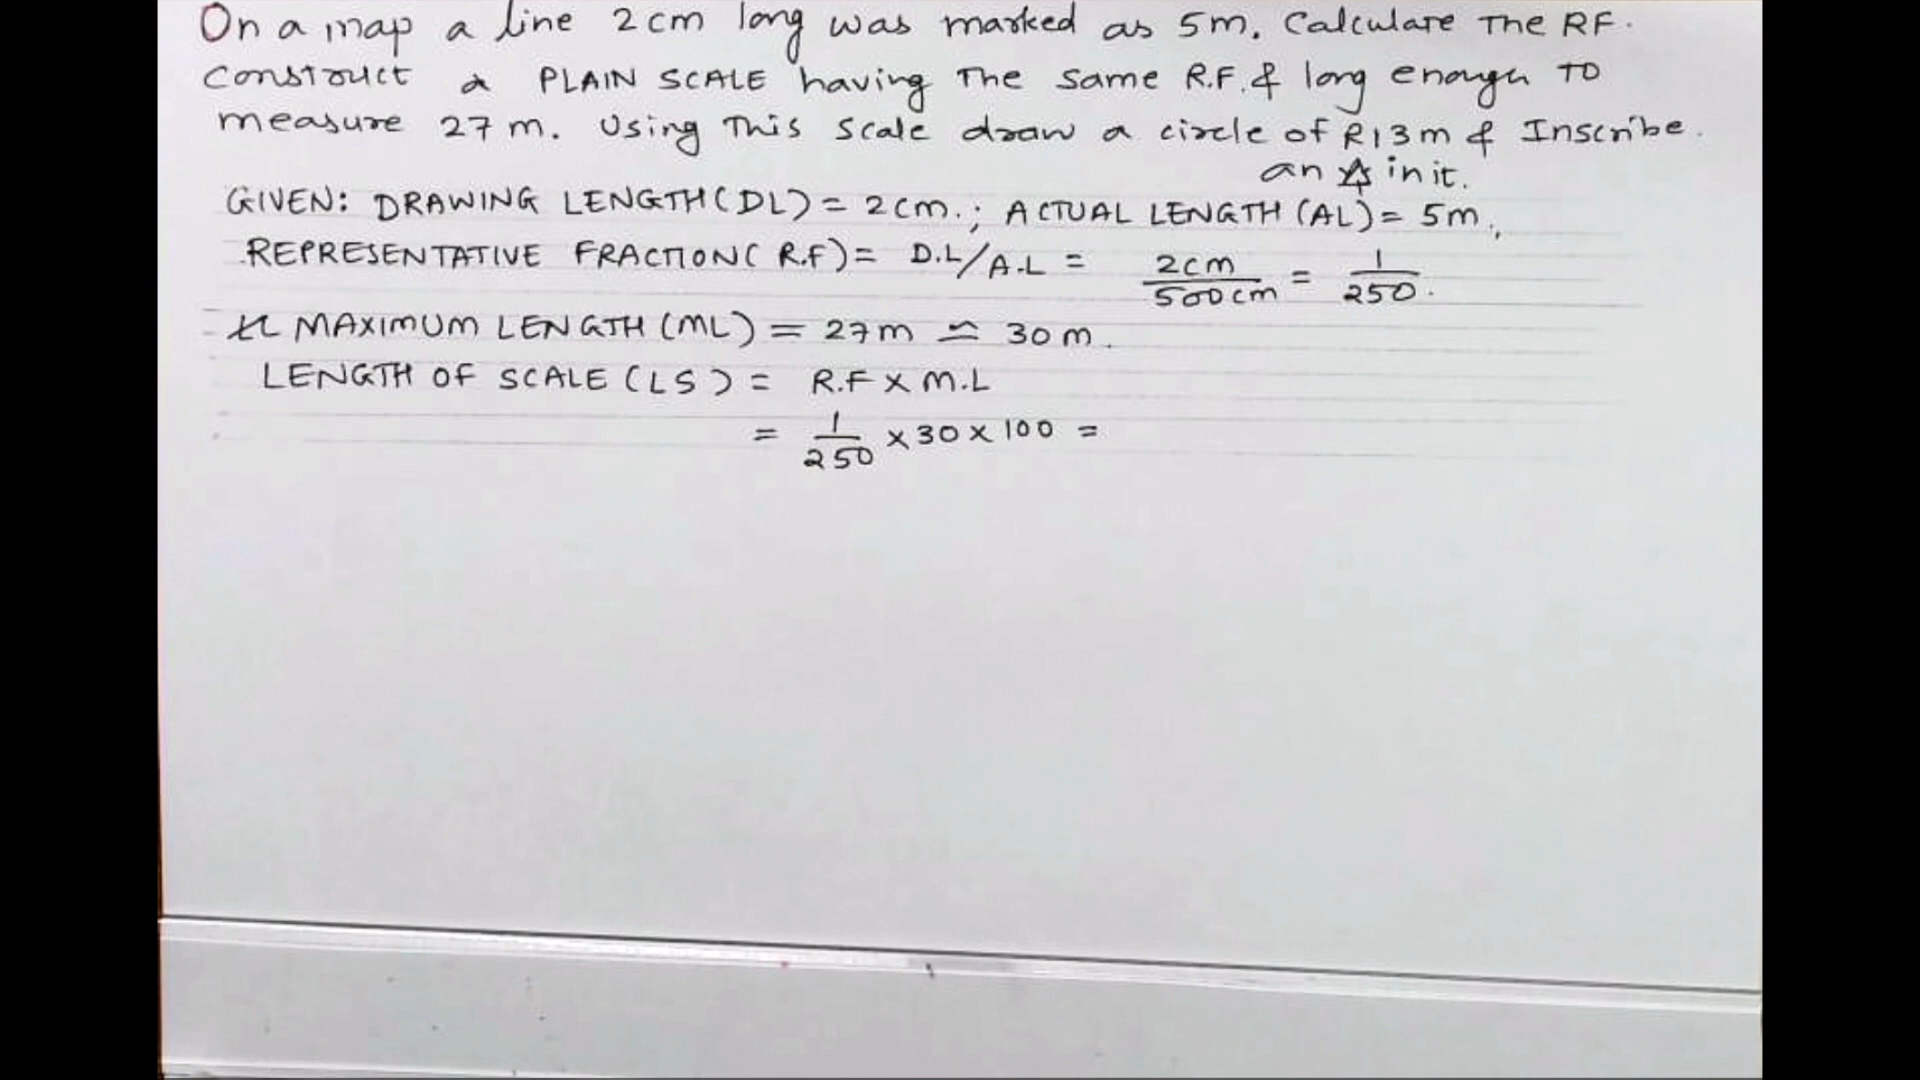 On a map a line 2cm long was marked as 5m. Calculate The RF.
Construct a PLAIN SCALE having The same R.F. & long enough TO
measure 27 m. Using This scale draw a circle of R13m & Inscribe.
an △ in it.
GIVEN: DRAWING LENGTH (DL) = 2cm.; ACTUAL LENGTH (AL) = 5m.,
REPRESENTATIVE FRACTION( R.F) = D.L/A.L = 2cm/500cm = 1/250.
MAXIMUM LENGTH (ML) = 27m ≃ 30m.
LENGTH OF SCALE (LS) = R.F X M.L
= 1/250 X 30 X 100 =